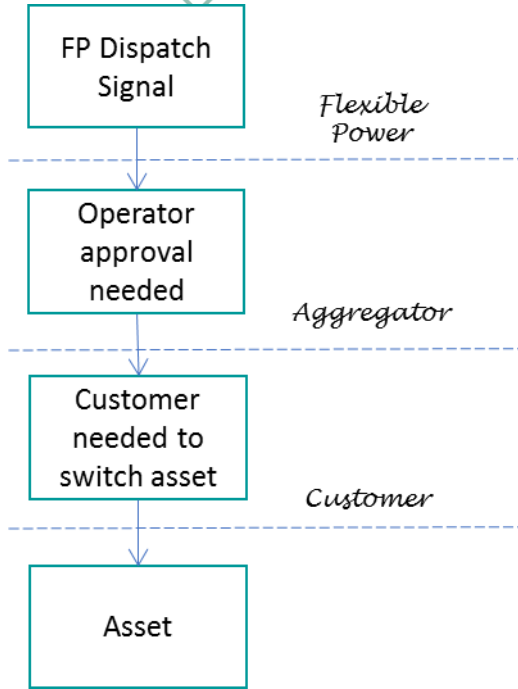 FP Dispatch
Signal
Flexible
Power
Operator
approval
needed
Aggregator
Customer
needed to
switch asset
Customer
Asset